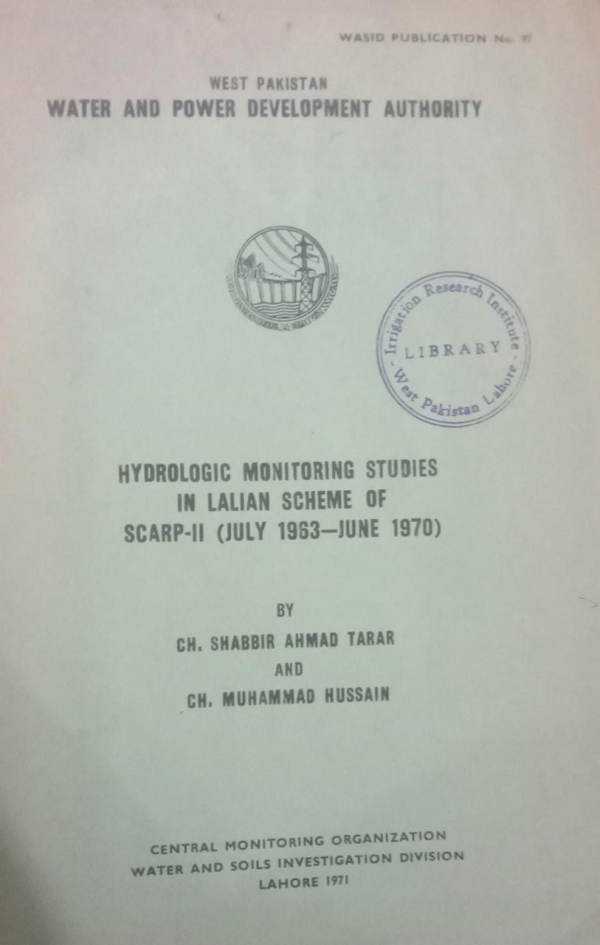 WASID PUBLICATION No. 97
WEST PAKISTAN
WATER AND POWER DEVELOPMENT AUTHORITY
Irrigation Research Institute
LIBRARY
West Pakistan Lahore
HYDROLOGIC MONITORING STUDIES
IN LALIAN SCHEME OF
SCARP-II (JULY 1963—JUNE 1970)
BY
CH. SHABBIR AHMAD TARAR
AND
CH. MUHAMMAD HUSSAIN
CENTRAL MONITORING ORGANIZATION
WATER AND SOILS INVESTIGATION DIVISION
LAHORE 1971